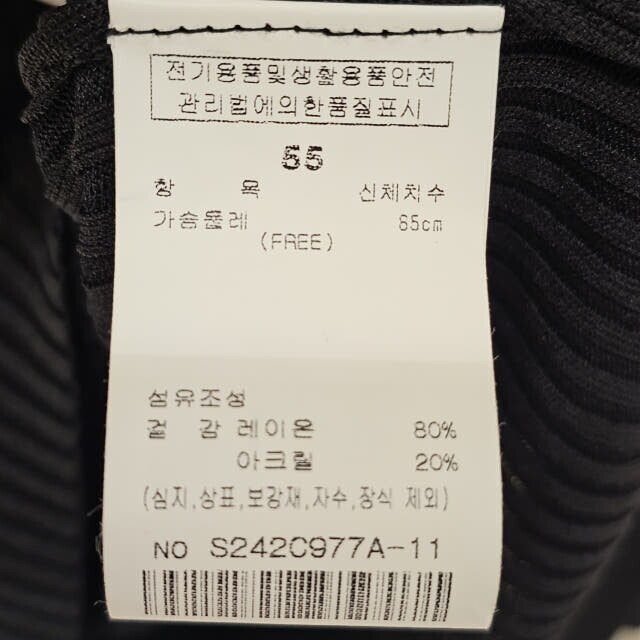 전기용품및생활용품안전
관리법에의한품질표시
55
항 목 신체치수
가슴둘레 85cm
(FREE)
섬유조성
겉 감 레이온 80%
아크릴 20%
(심지,상표,보강재,자수,장식 제외)
NO S242C977A-11